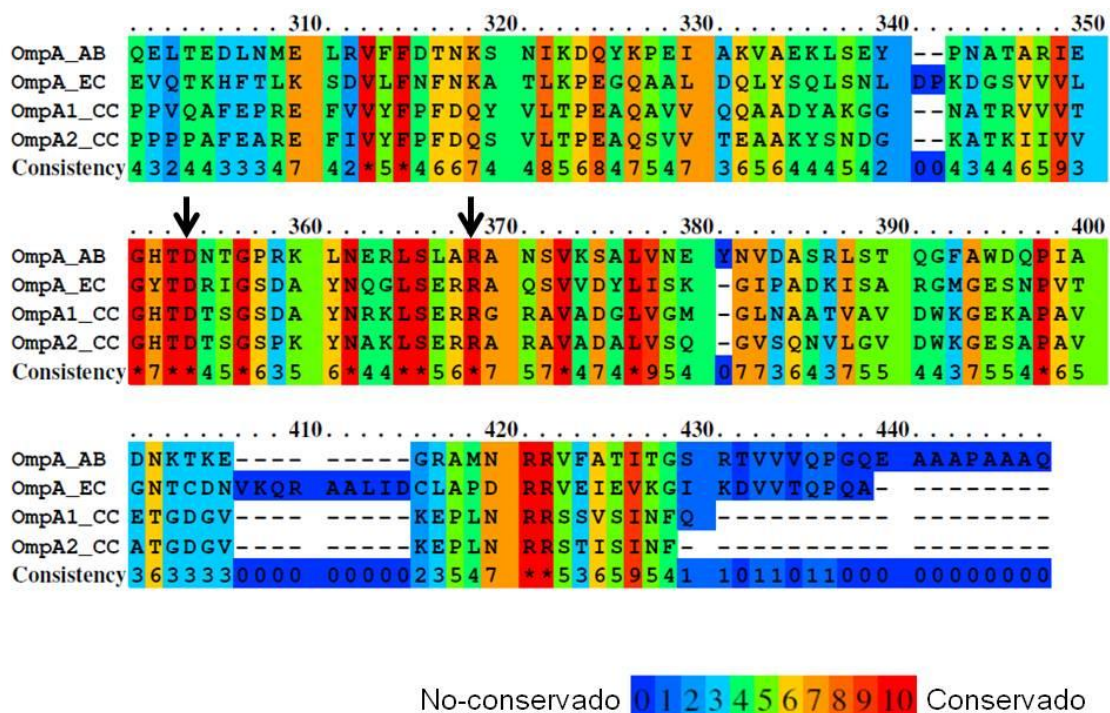 310 320 330 340 350
OmpA_AB QELTEDLNME LRVFFDTNKS NIKDQYKPEI AKVAEKLSEY --PNATARIE
OmpA_EC EVQTKHFTLK SDVLFNFNKA TLKPEGQAAL DQLYSQLSNL DPKDGSVVVL
OmpA1_CC PPVQAFEPRE FVVYFPFDQY VLTPEAQAVV QQAADYAKGG --NATRVVVT
OmpA2_CC PPPPAFEARE FIVYFPFDQS VLTPEAQSVV TEAAKYSNDG --KATKIIVV
Consistency 4324433347 42*5*46674 4856847547 3656444542 0043446593
360 370 380 390 400
OmpA_AB GHTDNTGPRK LNERLSLARA NSVKSALVNE YNVDASRLST QGFAWDQPIA
OmpA_EC GYTDRIGSDA YNQGLSERRA QSVVDYLISK -GIPADKISA RGMGESNPVT
OmpA1_CC GHTDTSGSDA YNRKLSERRG RAVADGLVGM -GLNAATVAV DWKGEKAPAV
OmpA2_CC GHTDTSGSPK YNAKLSERRA RAVADALVSQ -GVSQNVLGV DWKGESAPAV
Consistency *7**45*635 6*44**56*7 57*474*954 0773643755 4437554*65
410 420 430 440
OmpA_AB DNKTKE---- -----GRAMN RRVFATITGS RTVVVQPGQE AAAPAAAQ
OmpA_EC GNTCDNVKQR AALIDCLAPD RRVEIEVKGI KDVVTQPQA- --------
OmpA1_CC ETGDGV---- -----KEPLN RRSSVSINFQ ---------- --------
OmpA2_CC ATGDGV---- -----KEPLN RRSTISINF- ---------- --------
Consistency 3633330000 0000023547 **53659541 1011011000 00000000
No-conservado 0 1 2 3 4 5 6 7 8 9 10 Conservado